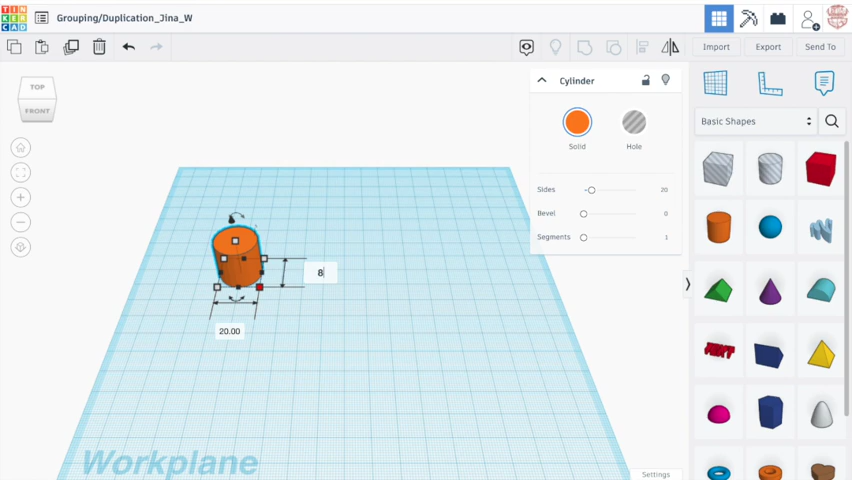 TIN
KER
CAD
Grouping/Duplication_Jina_W
Import
Export
Send To
TOP
FRONT
Cylinder
Solid
Hole
Sides
20
Bevel
0
Segments
1
Basic Shapes
8
20.00
Workplane
Settings